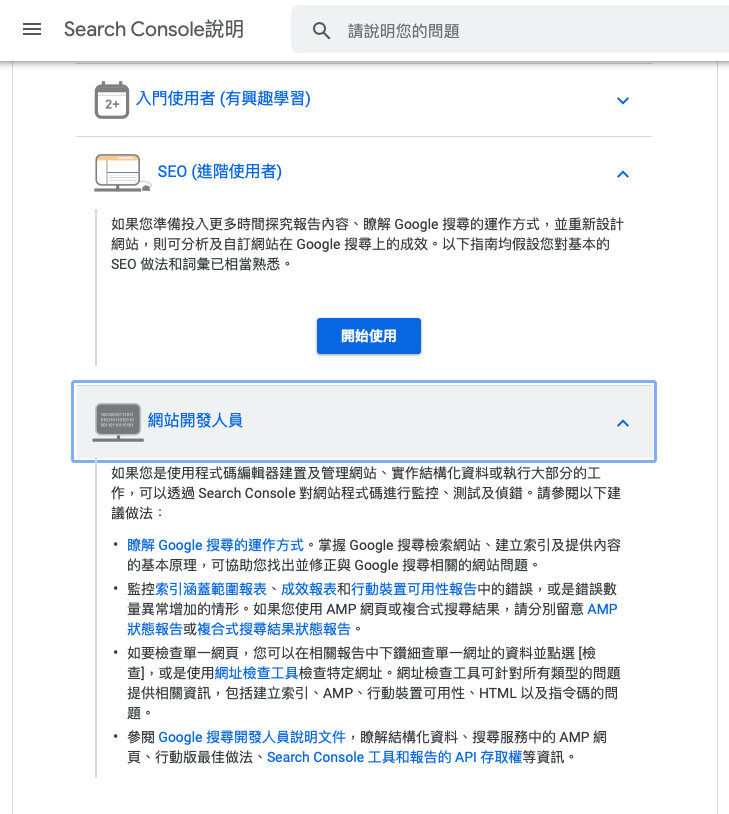 Search Console說明
請說明您的問題
2+
入門使用者 (有興趣學習)
SEO (進階使用者)
如果您準備投入更多時間探究報告內容、瞭解 Google 搜尋的運作方式，並重新設計
網站，則可分析及自訂網站在 Google 搜尋上的成效。以下指南均假設您對基本的
SEO 做法和詞彙已相當熟悉。
開始使用
網站開發人員
如果您是使用程式碼編輯器建置及管理網站、實作結構化資料或執行大部分的工
作，可以透過 Search Console 對網站程式碼進行監控、測試及偵錯。請參閱以下建
議做法：
• 瞭解 Google 搜尋的運作方式。掌握 Google 搜尋檢索網站、建立索引及提供內容
的基本原理，可協助您找出並修正與 Google 搜尋相關的網站問題。
• 監控索引涵蓋範圍報表、成效報表和行動裝置可用性報告中的錯誤，或是錯誤數
量異常增加的情形。如果您使用 AMP 網頁或複合式搜尋結果，請分別留意 AMP
狀態報告或複合式搜尋結果狀態報告。
• 如要檢查單一網頁，您可以在相關報告中下鑽細查單一網址的資料並點選 [檢
查]，或是使用網址檢查工具檢查特定網址。網址檢查工具可針對所有類型的問題
提供相關資訊，包括建立索引、AMP、行動裝置可用性、HTML 以及指令碼的問
題。
• 參閱 Google 搜尋開發人員說明文件，瞭解結構化資料、搜尋服務中的 AMP 網
頁、行動版最佳做法、Search Console 工具和報告的 API 存取權等資訊。